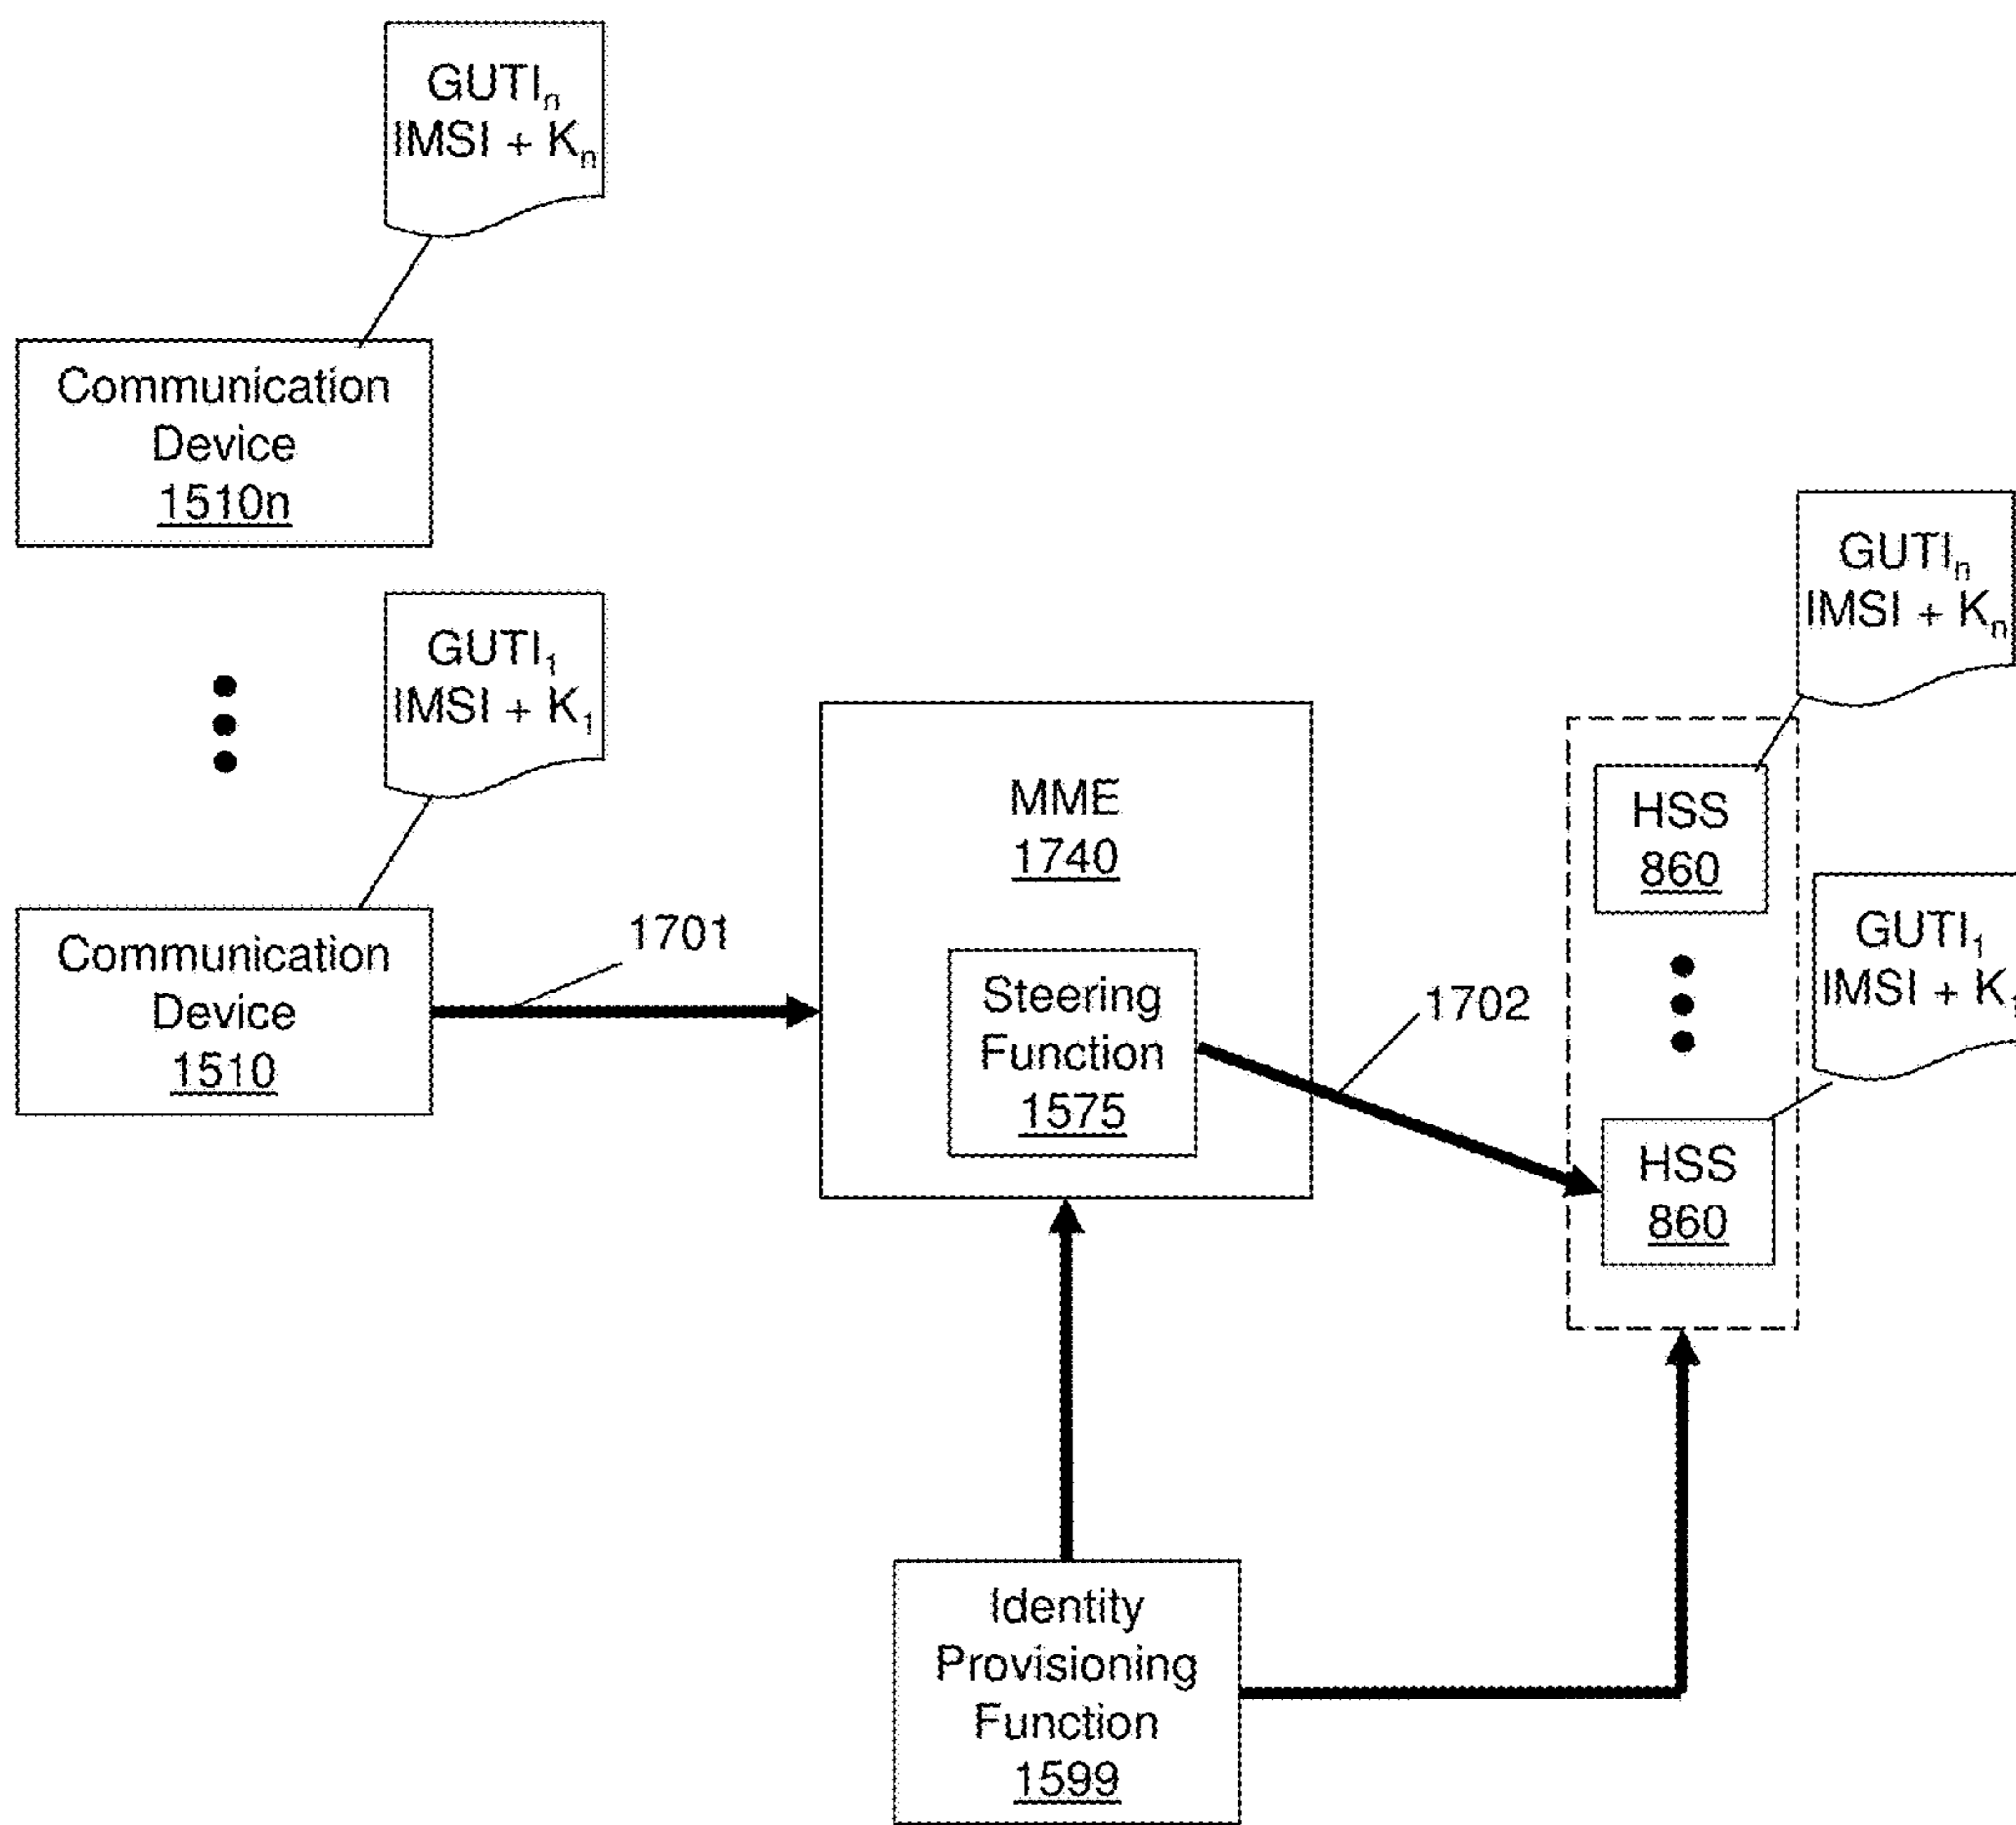 GUTIₙ
IMSI + Kₙ
Communication
Device
1510n
GUTI₁
IMSI + K₁
Communication
Device
1510
1701
MME
1740
Steering
Function
1575
1702
GUTIₙ
IMSI + Kₙ
HSS
860
GUTI₁
IMSI + K₁
HSS
860
Identity
Provisioning
Function
1599